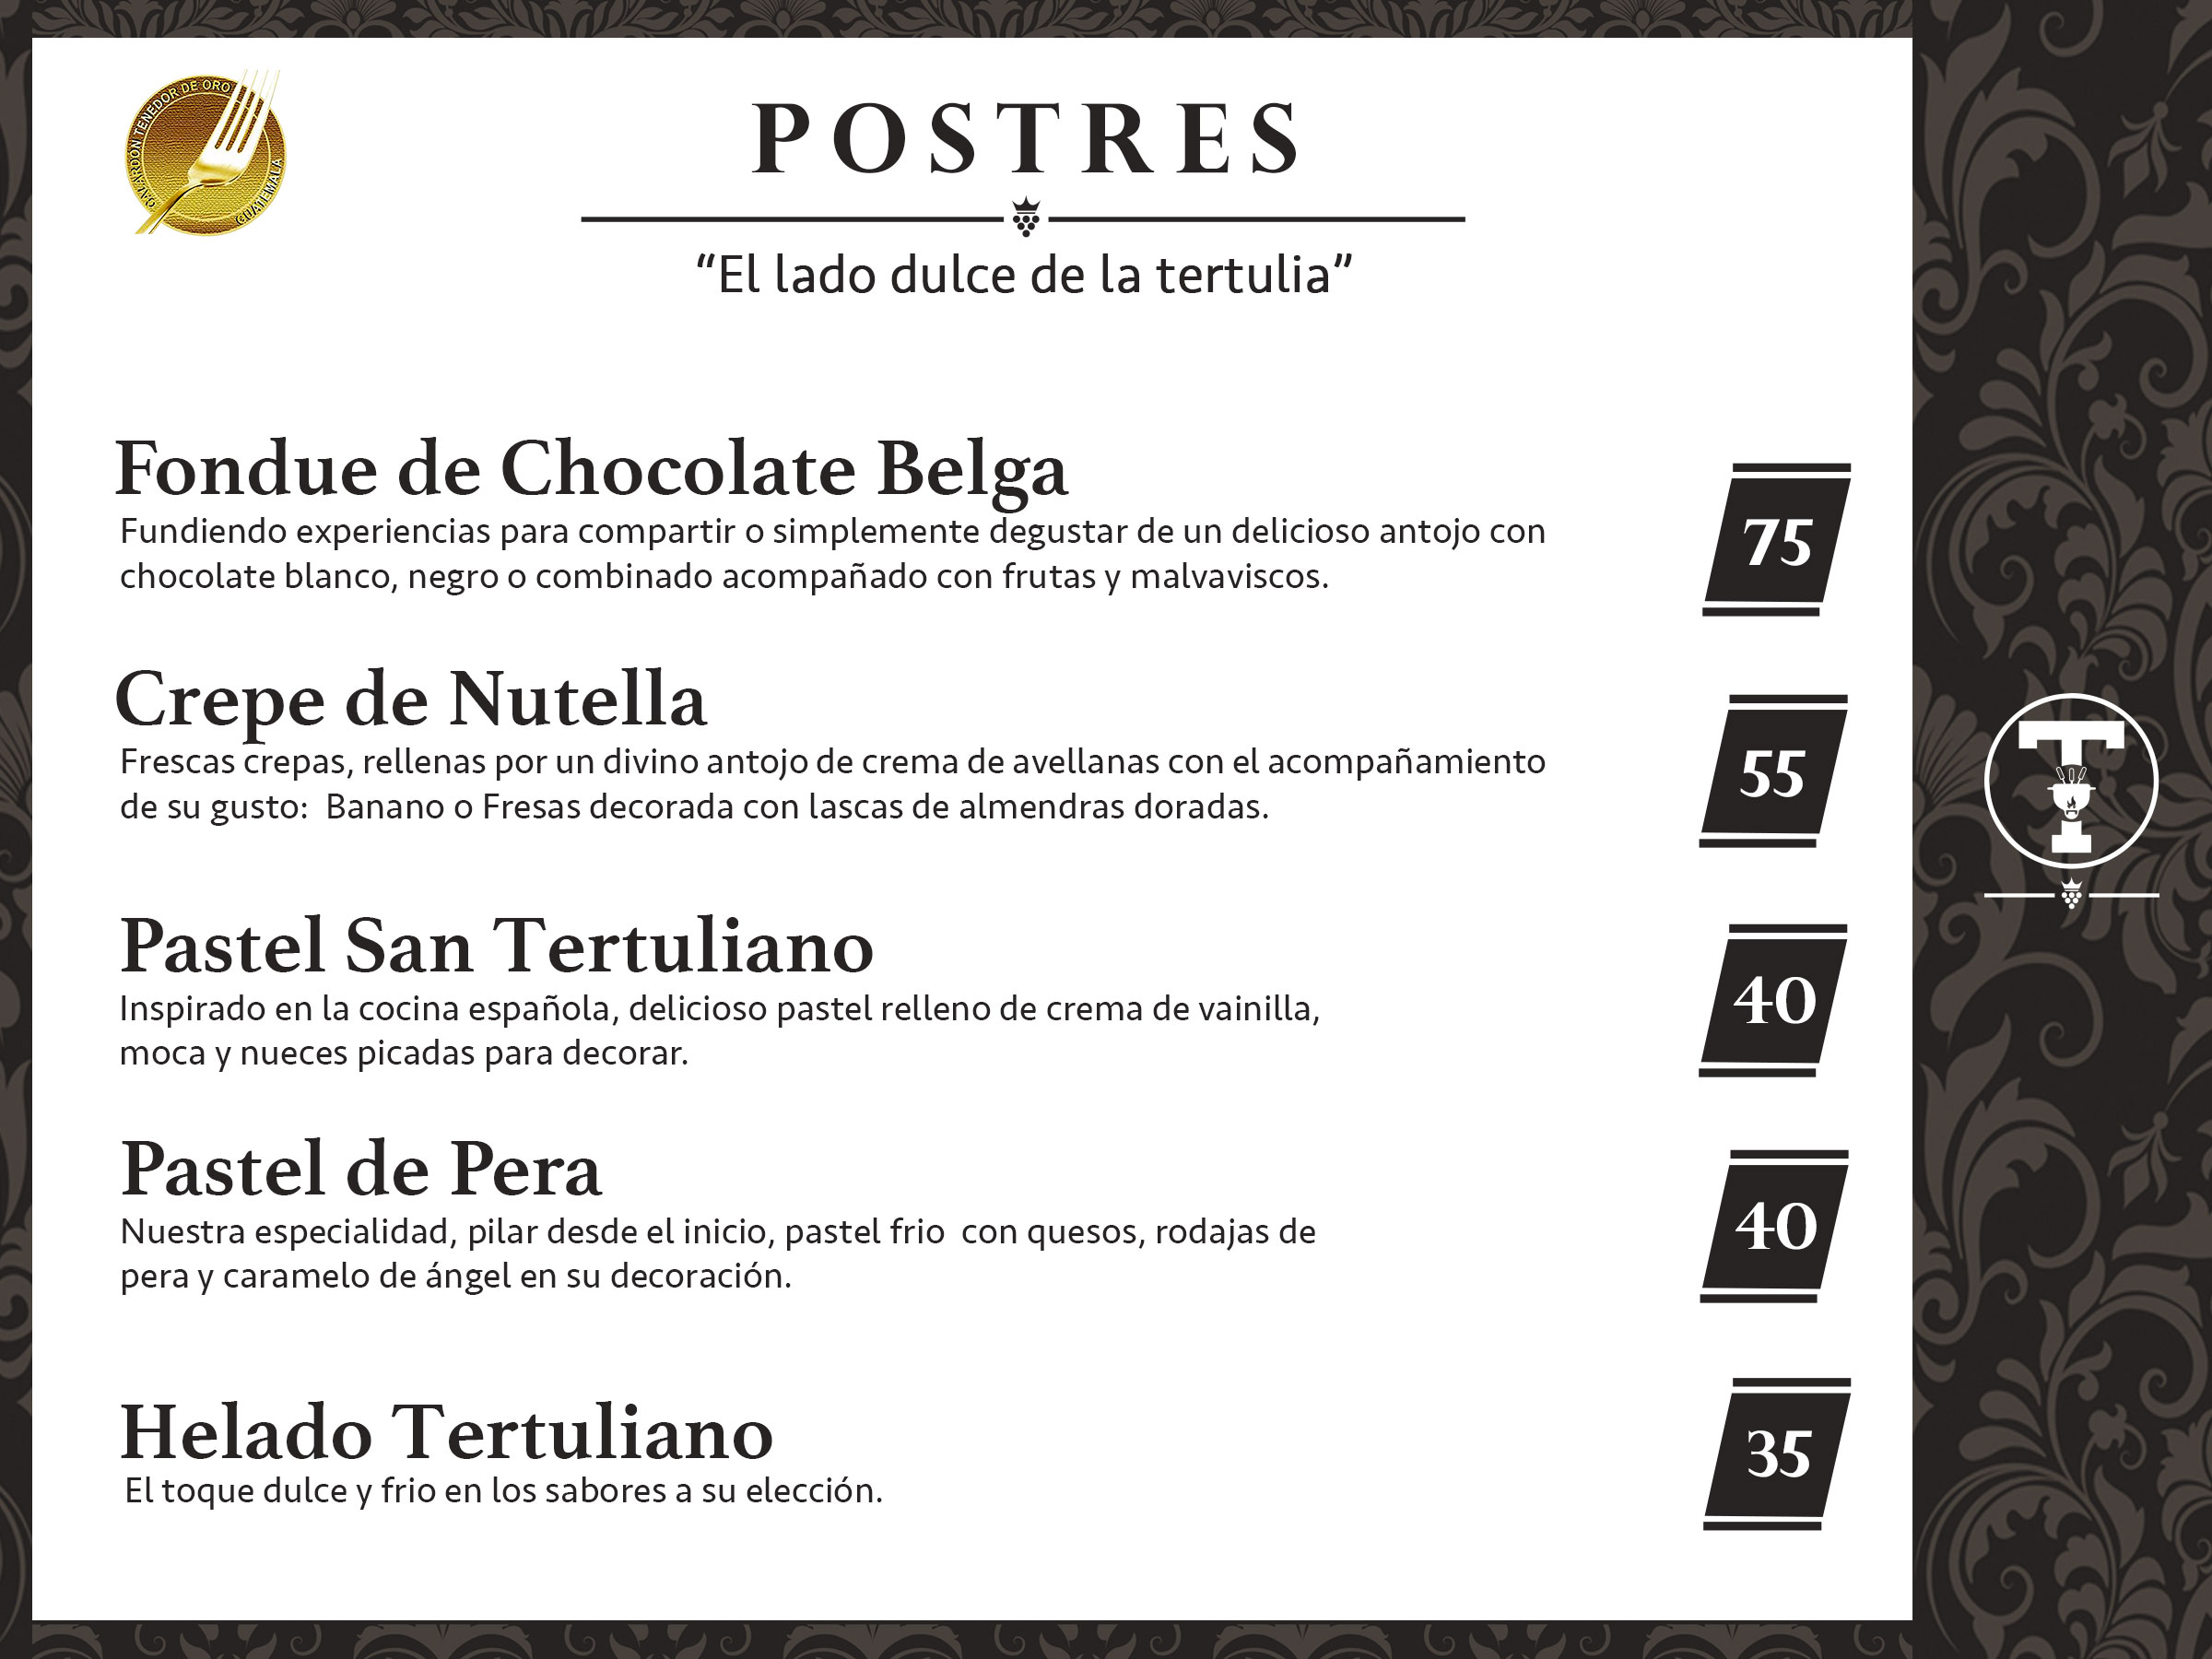 GALARDÓN TENEDOR DE ORO
GUATEMALA
POSTRES
“El lado dulce de la tertulia”
Fondue de Chocolate Belga
Fundiendo experiencias para compartir o simplemente degustar de un delicioso antojo con
chocolate blanco, negro o combinado acompañado con frutas y malvaviscos.
75
Crepe de Nutella
Frescas crepas, rellenas por un divino antojo de crema de avellanas con el acompañamiento
de su gusto:  Banano o Fresas decorada con lascas de almendras doradas.
55
Pastel San Tertuliano
Inspirado en la cocina española, delicioso pastel relleno de crema de vainilla,
moca y nueces picadas para decorar.
40
Pastel de Pera
Nuestra especialidad, pilar desde el inicio, pastel frio  con quesos, rodajas de
pera y caramelo de ángel en su decoración.
40
Helado Tertuliano
El toque dulce y frio en los sabores a su elección.
35
T